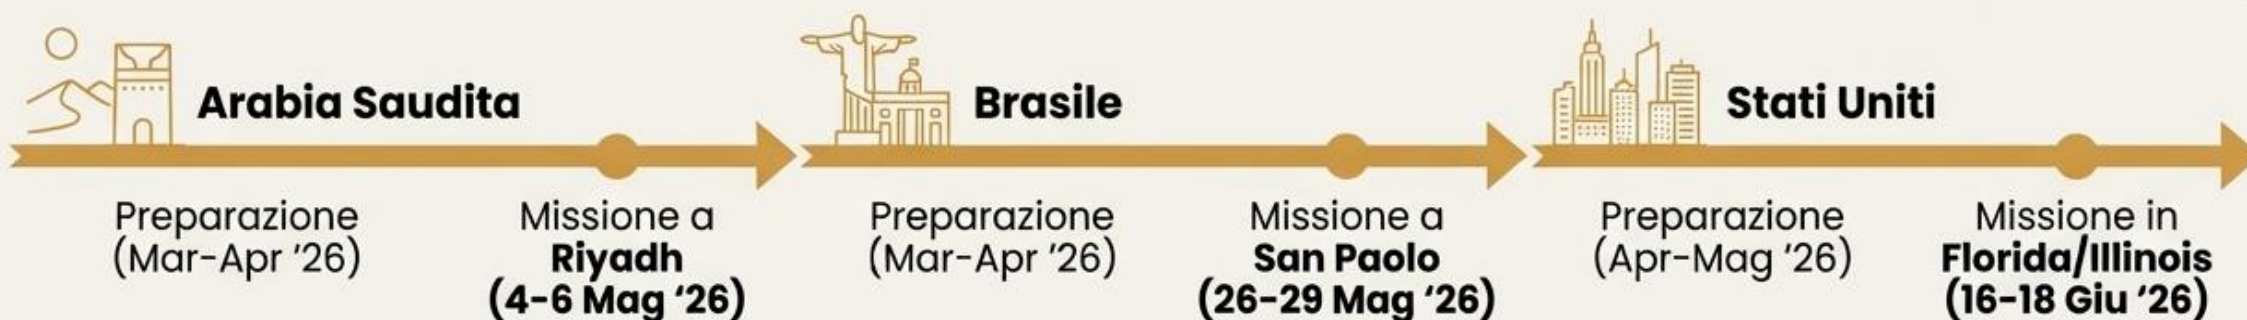 Arabia Saudita
Preparazione
(Mar-Apr '26)
Missione a
Riyadh
(4-6 Mag ‘26)
Brasile
Preparazione
(Mar-Apr '26)
Missione a
San Paolo
(26-29 Mag ‘26)
Stati Uniti
Preparazione
(Apr-Mag '26)
Missione in
Florida/Illinois
(16-18 Giu ‘26)